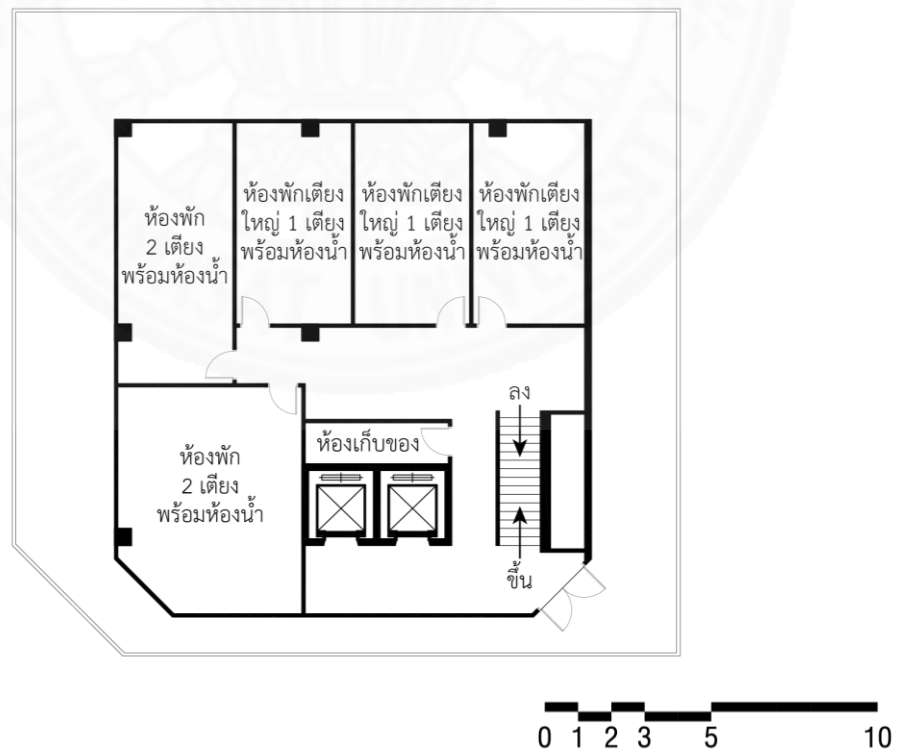 ห้องพัก
2 เตียง
พร้อมห้องน้ำ
ห้องพักเตียง
ใหญ่ 1 เตียง
พร้อมห้องน้ำ
ห้องพักเตียง
ใหญ่ 1 เตียง
พร้อมห้องน้ำ
ห้องพักเตียง
ใหญ่ 1 เตียง
พร้อมห้องน้ำ
ลง
ห้องเก็บของ
ห้องพัก
2 เตียง
พร้อมห้องน้ำ
ขึ้น
0 1 2 3 5 10